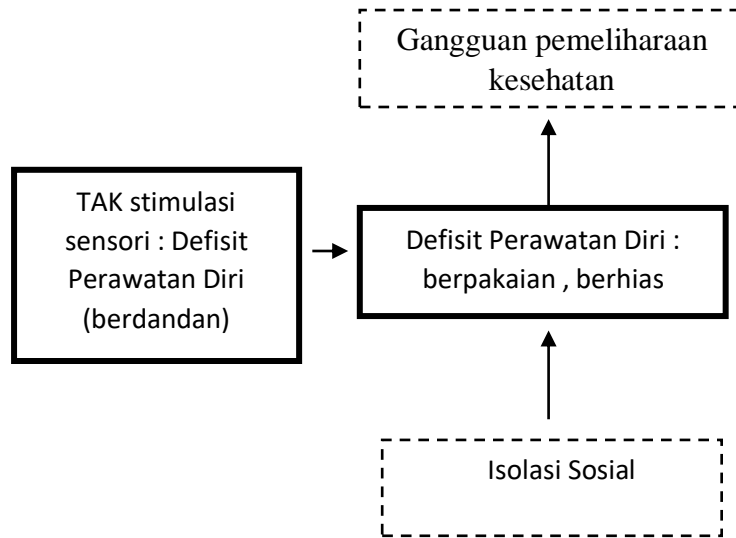 Gangguan pemeliharaan
kesehatan
TAK stimulasi
sensori : Defisit
Perawatan Diri
(berdandan)
Defisit Perawatan Diri :
berpakaian , berhias
Isolasi Sosial